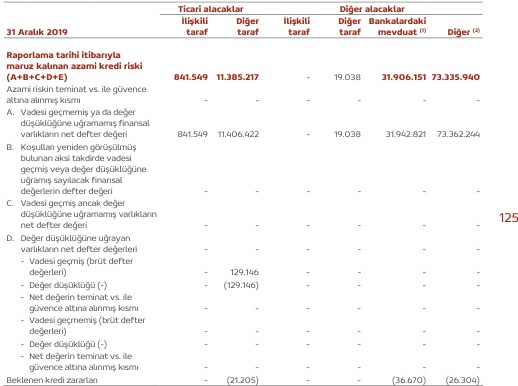 Ticari alacaklar Diğer alacaklar
31 Aralık 2019 İlişkili taraf Diğer taraf İlişkili taraf Diğer taraf Bankalardaki mevduat (1) Diğer (2)
Raporlama tarihi itibarıyla
maruz kalınan azami kredi riski
(A+B+C+D+E) 841.549 11.385.217 - 19.038 31.906.151 73.335.940
Azami riskin teminat vs. ile güvence
altına alınmış kısmı - - - - - -
A. Vadesi geçmemiş ya da değer
düşüklüğüne uğramamış finansal
varlıkların net defter değeri 841.549 11.406.422 - 19.038 31.942.821 73.362.244
B. Koşulları yeniden görüşülmüş
bulunan aksi takdirde vadesi
geçmiş veya değer düşüklüğüne
uğramış sayılacak finansal
değerlerin defter değeri - - - - - -
C. Vadesi geçmiş ancak değer
düşüklüğüne uğramamış varlıkların
net defter değeri - - - - - -
D. Değer düşüklüğüne uğrayan
varlıkların net defter değerleri - - - - - -
- Vadesi geçmiş (brüt defter
değerleri) - 129.146 - - - -
- Değer düşüklüğü (-) - (129.146) - - - -
- Net değerin teminat vs. ile
güvence altına alınmış kısmı - - - - - -
- Vadesi geçmemiş (brüt defter
değerleri) - - - - - -
- Değer düşüklüğü (-) - - - - - -
- Net değerin teminat vs. ile
güvence altına alınmış kısmı - - - - - -
Beklenen kredi zararları - (21.205) - - (36.670) (26.304)
125